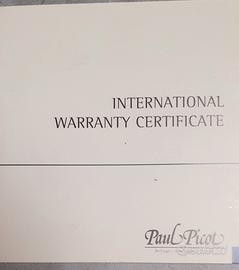 INTERNATIONAL
WARRANTY CERTIFICATE
Paul Picot